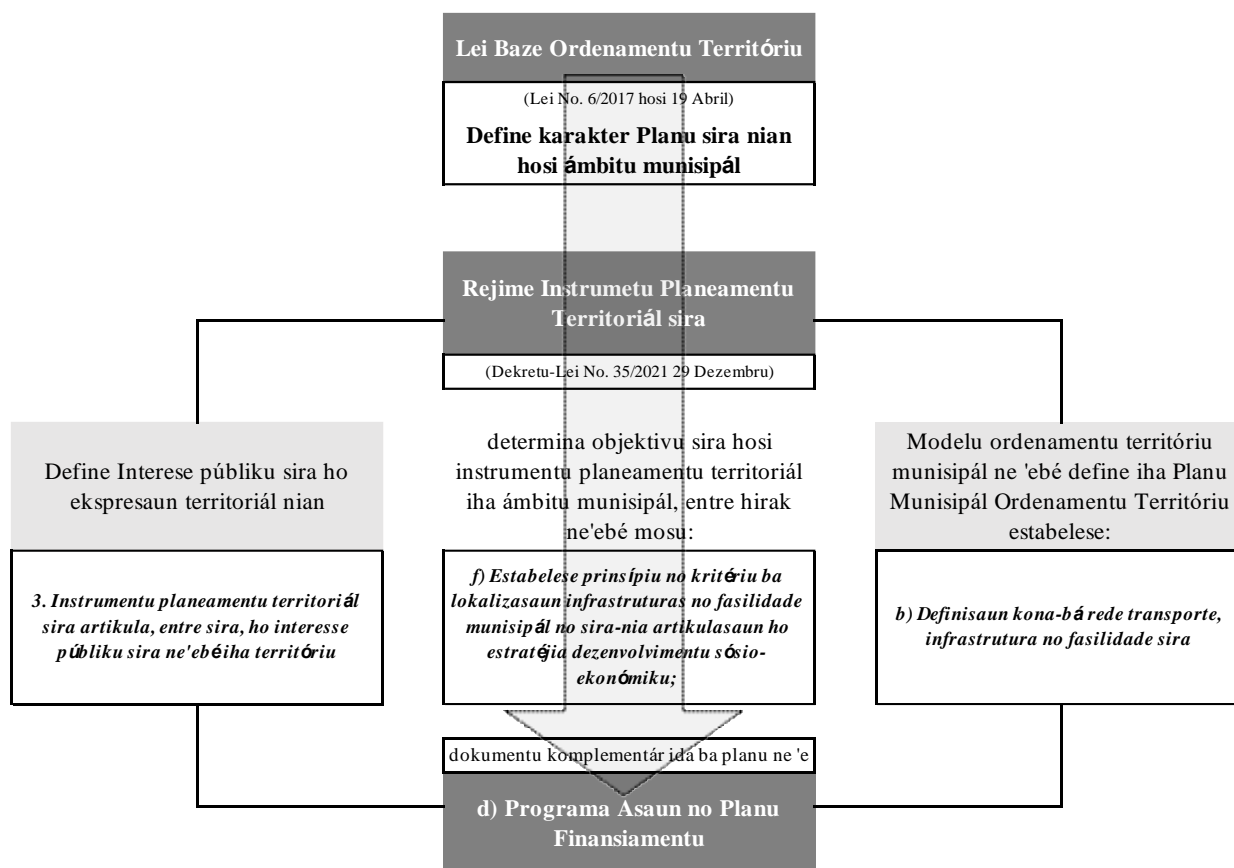 Lei Baze Ordenamentu Território
(Lei No. 6/2017 hosi 19 Abril)
Define karakter Planu sira nian
hosi ámbitu munisipál
Rejime Instrumetu Planeamentu
Territoriál sira
(Dekretu-Lei No. 35/2021 29 Dezembru)
Define Interese públiku sira ho
ekspresaun territoriál nian
3. Instrumentu planeamentu territoriál
sira artikula, entre sira, ho interesse
públiku sira ne'ebéiha territóriu
determina objektivu sira hosi
instrumentu planeamentu territoriál
iha ámbitu munisipál, entre hirak
ne'ebé mosu:
f) Estabelese prinsípiu no kritériu ba
lokalizasaun infrastruturas no fasilidade
munisipál no sira-nia artikulasaun ho
estratéjia dezenvolvimentu sósio-
ekonómiku;
Modelu ordenamentu territóriu
munisipál ne 'ebé define iha Planu
Munisipál Ordenamentu Territóriu
estabelese:
b) Definisaun kona-bá rede transporte,
infrastrutura no fasilidade sira
dokumentu komplementár ida ba planu ne 'e
d) Programa Asaun no Planu
Finansiamentu